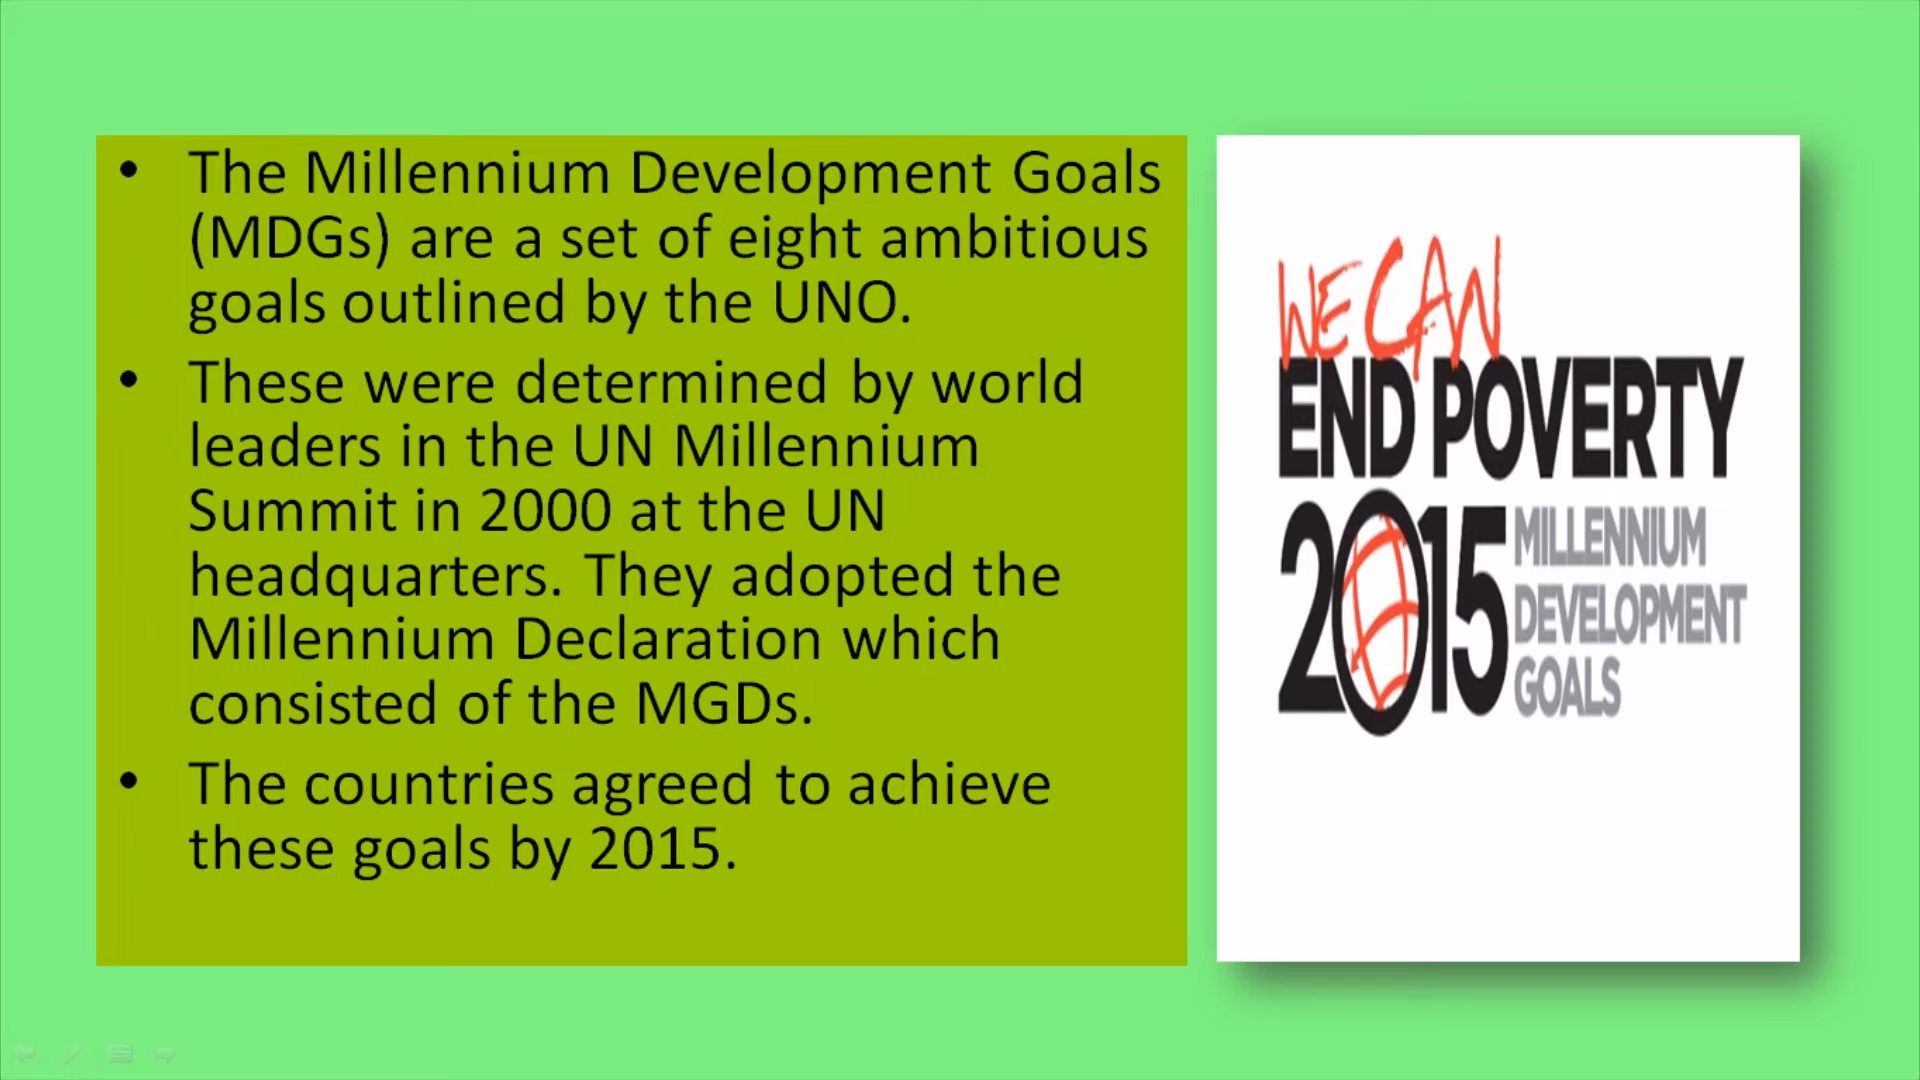 • The Millennium Development Goals
(MDGs) are a set of eight ambitious
goals outlined by the UNO.
• These were determined by world
leaders in the UN Millennium
Summit in 2000 at the UN
headquarters. They adopted the
Millennium Declaration which
consisted of the MGDs.
• The countries agreed to achieve
these goals by 2015.
WE CAN
END POVERTY
2015 MILLENNIUM
DEVELOPMENT
GOALS